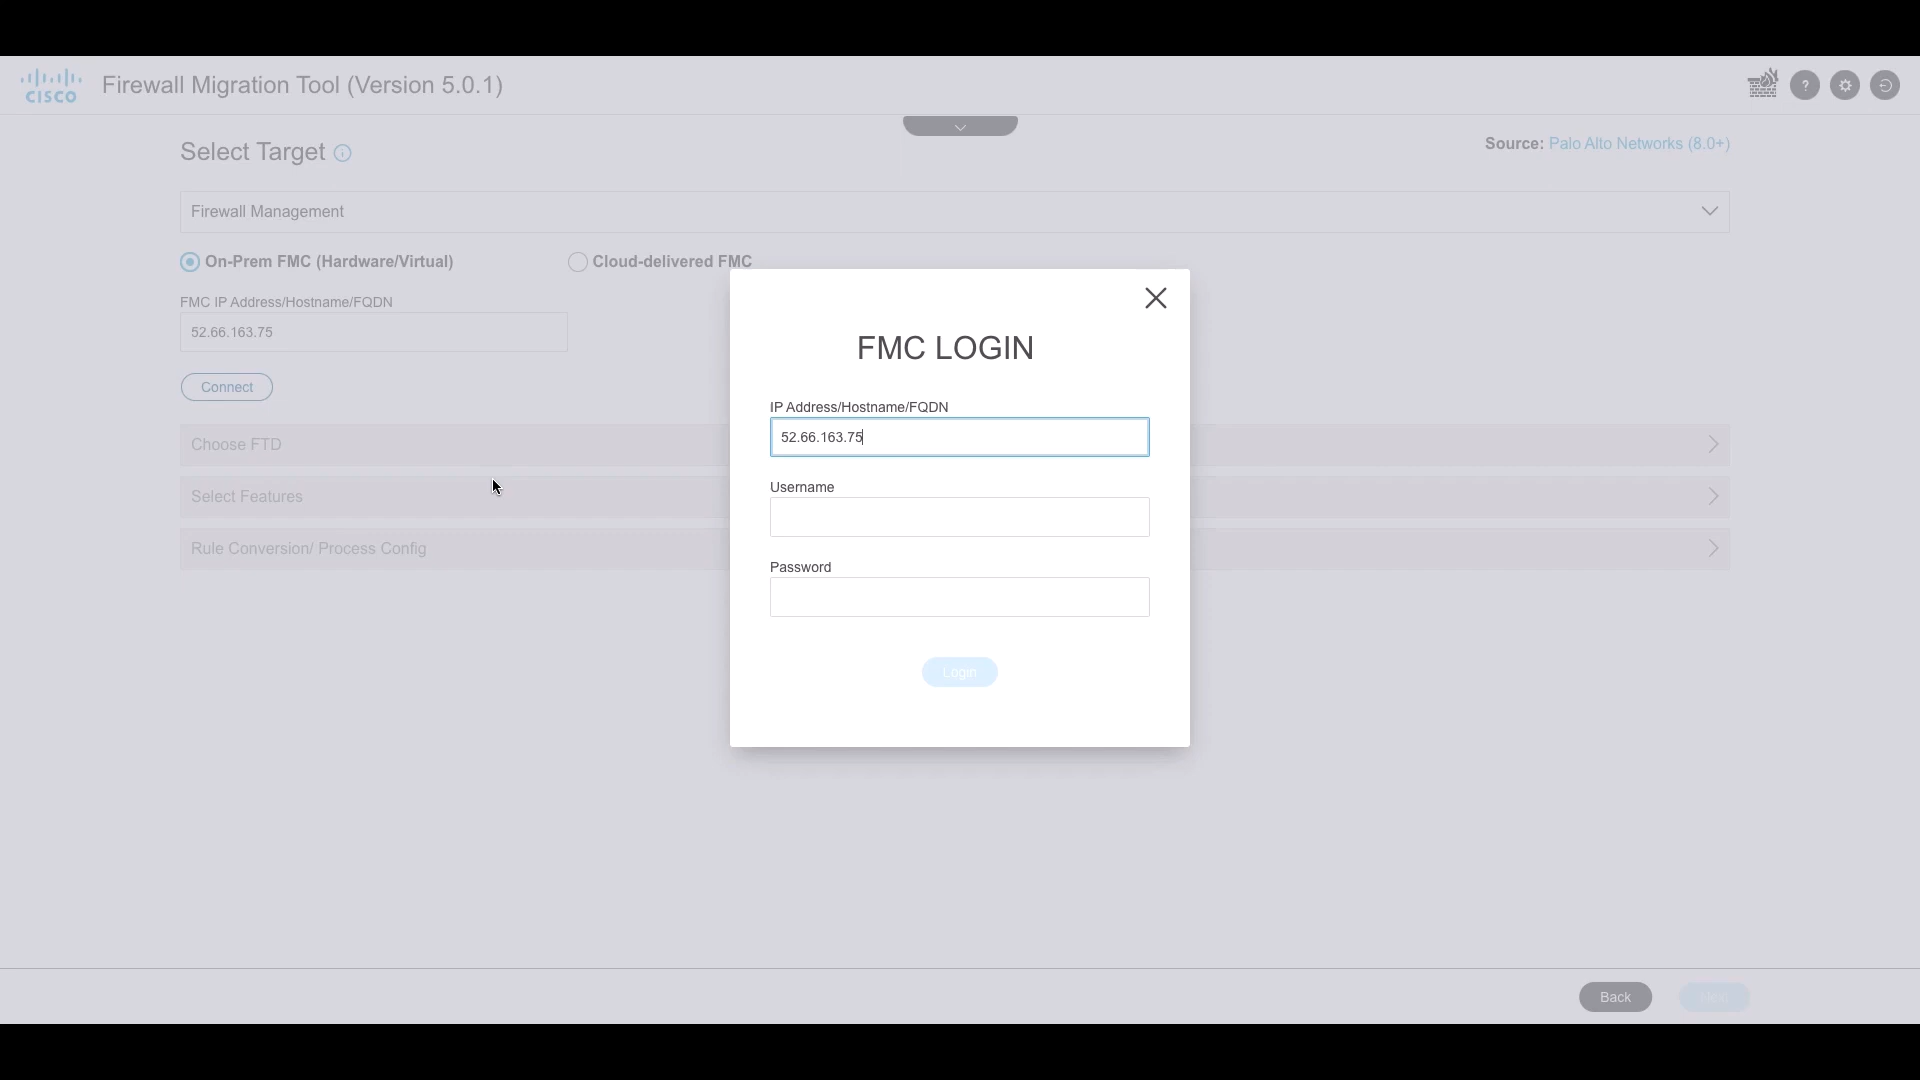 CISCO
Firewall Migration Tool (Version 5.0.1)
?
Select Target
Source: Palo Alto Networks (8.0+)
Firewall Management
On-Prem FMC (Hardware/Virtual)
Cloud-delivered FMC
FMC IP Address/Hostname/FQDN
52.66.163.75
Connect
Choose FTD
Select Features
Rule Conversion/ Process Config
FMC LOGIN
IP Address/Hostname/FQDN
52.66.163.75
Username
Password
Login
Back
Next